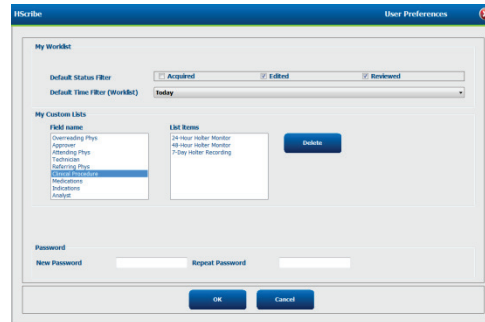 HScribe User Preferences
My Worklist
Default Status Filter Acquired Edited Reviewed
Default Time Filter (Worklist) Today
My Custom Lists
Field name List items
Overreading Phys
Approver
Attending Phys
Technician
Referring Phys
Clinical Procedure
Medications
Indications
Analyst
24-Hour Holter Monitor
48-Hour Holter Monitor
7-Day Holter Recording
Delete
Password
New Password Repeat Password
OK Cancel